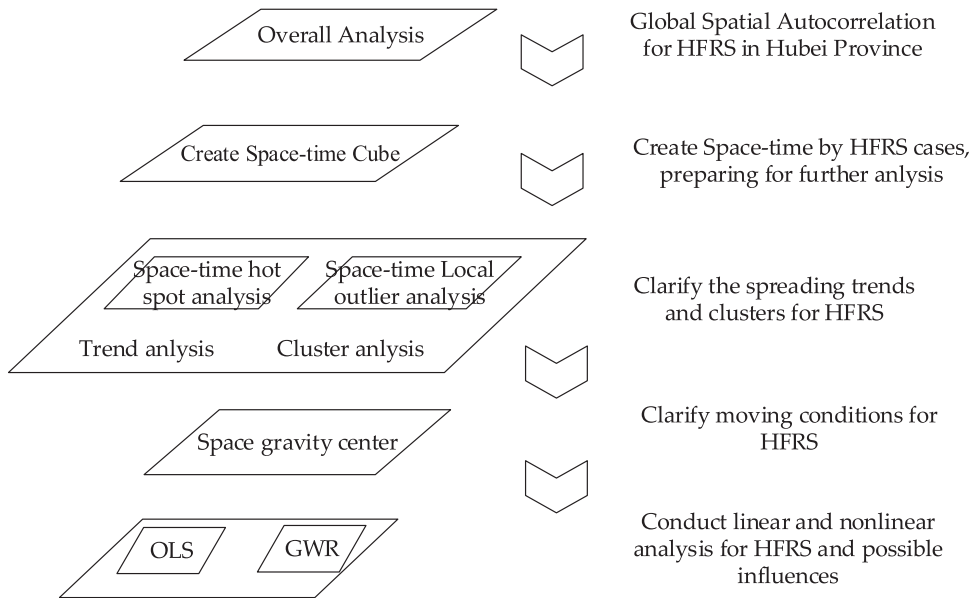 Overall Analysis
Global Spatial Autocorrelation
for HFRS in Hubei Province
Create Space-time Cube
Create Space-time by HFRS cases,
preparing for further anlysis
Space-time hot
spot analysis
Space-time Local
outlier analysis
Trend anlysis
Cluster anlysis
Clarify the spreading trends
and clusters for HFRS
Space gravity center
Clarify moving conditions for
HFRS
OLS
GWR
Conduct linear and nonlinear
analysis for HFRS and possible
influences